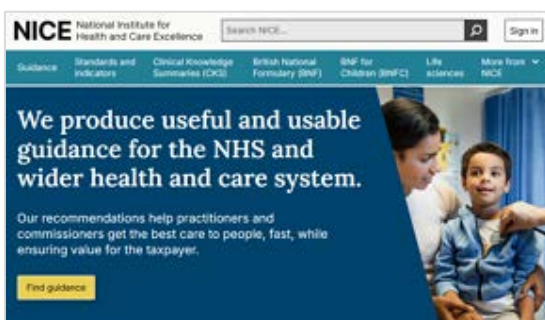 NICE National Institute for
Health and Care Excellence
Search NICE...
Sign in
Guidance
Standards and
indicators
Clinical Knowledge
Summaries (CKS)
British National
Formulary (BNF)
BNF for
Children (BNFC)
Life
sciences
More from
NICE
We produce useful and usable
guidance for the NHS and
wider health and care system.
Our recommendations help practitioners and
commissioners get the best care to people, fast, while
ensuring value for the taxpayer.
Find guidance